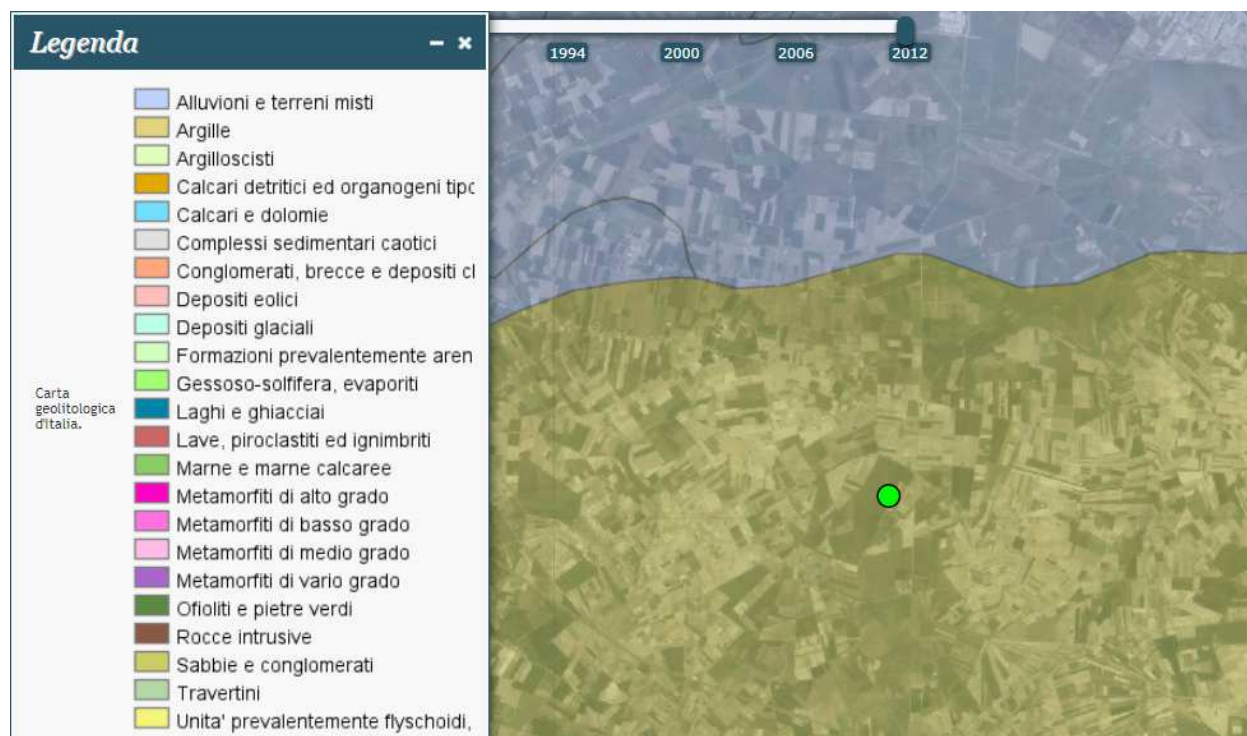 Legenda
1994 2000 2006 2012
Alluvioni e terreni misti
Argille
Argilloscisti
Calcari detritici ed organogeni tipo
Calcari e dolomie
Complessi sedimentari caotici
Conglomerati, brecce e depositi cl
Depositi eolici
Depositi glaciali
Formazioni prevalentemente aren
Gessoso-solfifera, evaporiti
Laghi e ghiacciai
Lave, piroclastiti ed ignimbriti
Marne e marne calcaree
Metamorfiti di alto grado
Metamorfiti di basso grado
Metamorfiti di medio grado
Metamorfiti di vario grado
Ofioliti e pietre verdi
Rocce intrusive
Sabbie e conglomerati
Travertini
Unita' prevalentemente flyschoidi,
Carta
geolitologica
d'Italia.